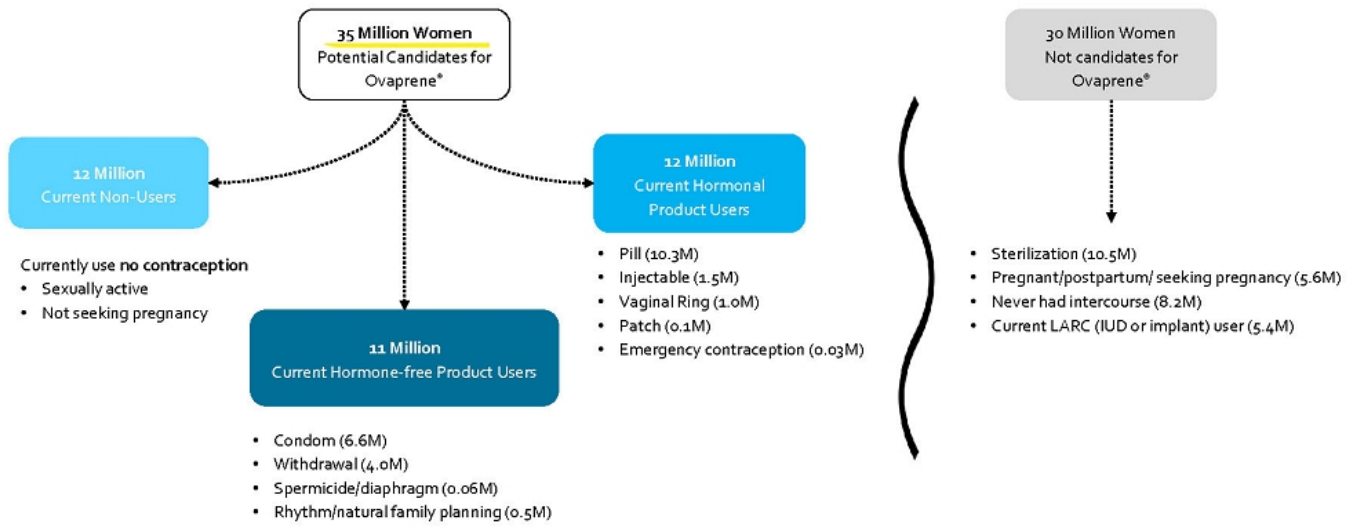 35 Million Women
Potential Candidates for
Ovaprene®
30 Million Women
Not candidates for
Ovaprene®
12 Million
Current Non-Users
12 Million
Current Hormonal
Product Users
Currently use no contraception
• Sexually active
• Not seeking pregnancy
11 Million
Current Hormone-free Product Users
• Pill (10.3M)
• Injectable (1.5M)
• Vaginal Ring (1.0M)
• Patch (0.1M)
• Emergency contraception (0.03M)
• Sterilization (10.5M)
• Pregnant/postpartum/ seeking pregnancy (5.6M)
• Never had intercourse (8.2M)
• Current LARC (IUD or implant) user (5.4M)
• Condom (6.6M)
• Withdrawal (4.0M)
• Spermicide/diaphragm (0.06M)
• Rhythm/natural family planning (0.5M)